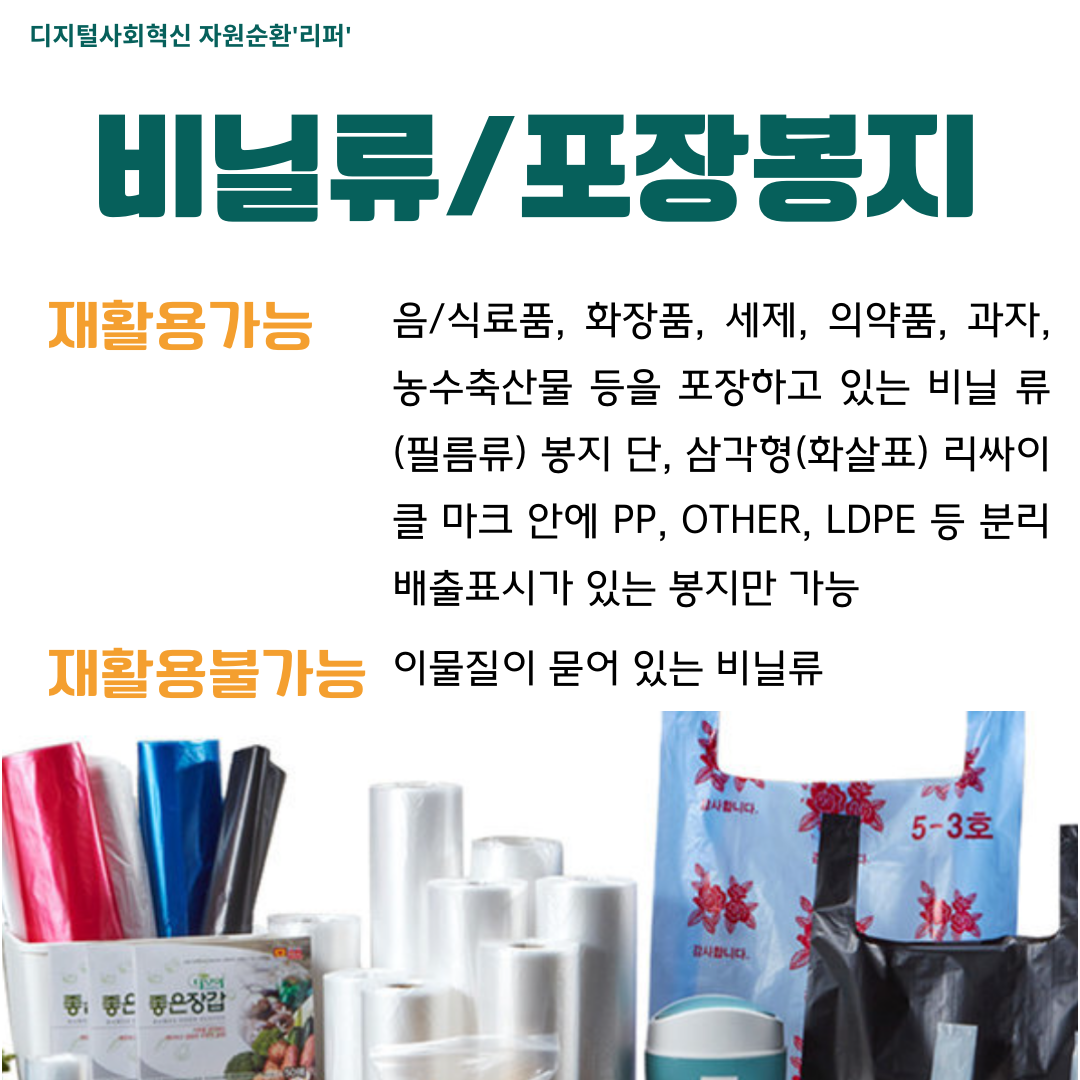 디지털사회혁신 자원순환'리퍼'
비닐류/포장봉지
재활용가능
음/식료품, 화장품, 세제, 의약품, 과자,
농수축산물 등을 포장하고 있는 비닐 류
(필름류) 봉지 단, 삼각형(화살표) 리싸이
클 마크 안에 PP, OTHER, LDPE 등 분리
배출표시가 있는 봉지만 가능
재활용불가능
이물질이 묻어 있는 비닐류
감사합니다.
5-3호
감사합니다.
좋은
좋은장갑